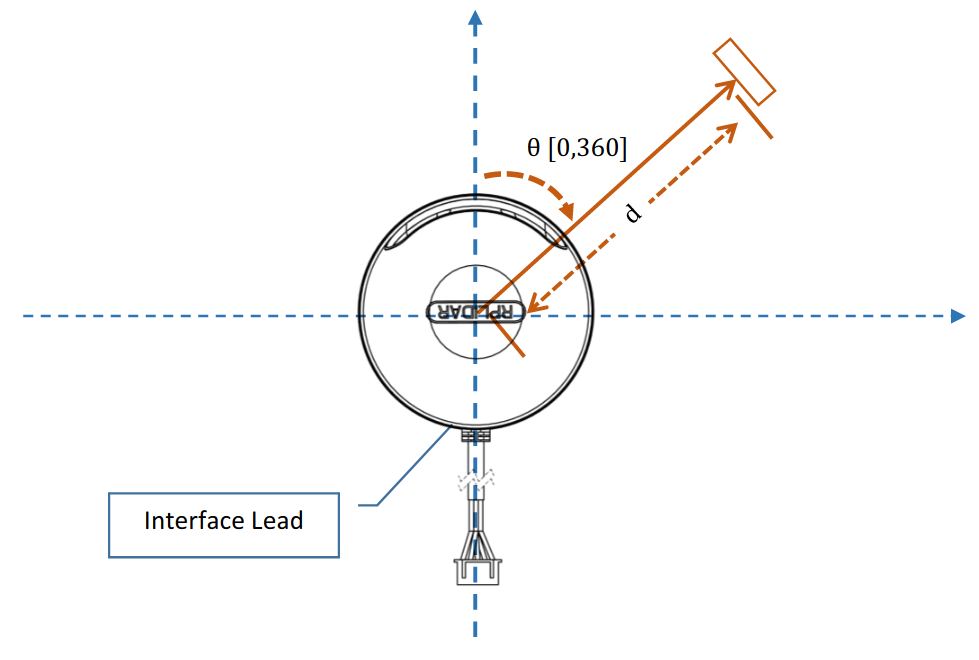 θ [0,360]
d
RPLIDAR
Interface Lead